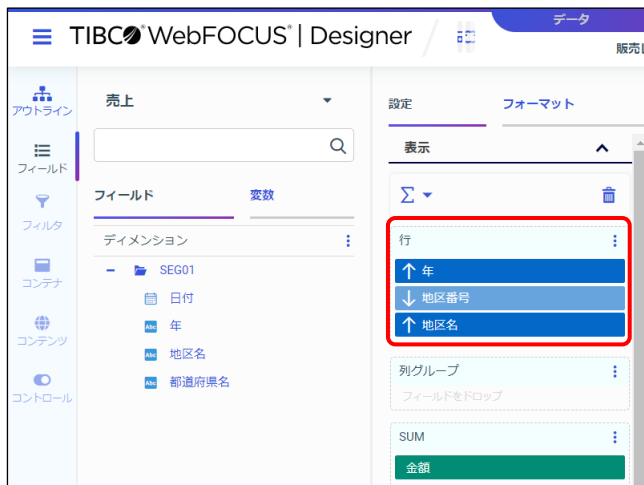 TIBCO® WebFOCUS® | Designer
データ
アウトライン
フィールド
フィルタ
コンテナ
コンテンツ
コントロール
売上
フィールド
変数
ディメンション
SEG01
日付
Abc 年
Abc 地区名
Abc 都道府県名
設定
フォーマット
表示
Σ
行
↑ 年
↓ 地区番号
↑ 地区名
列グループ
フィールドをドロップ
SUM
金額